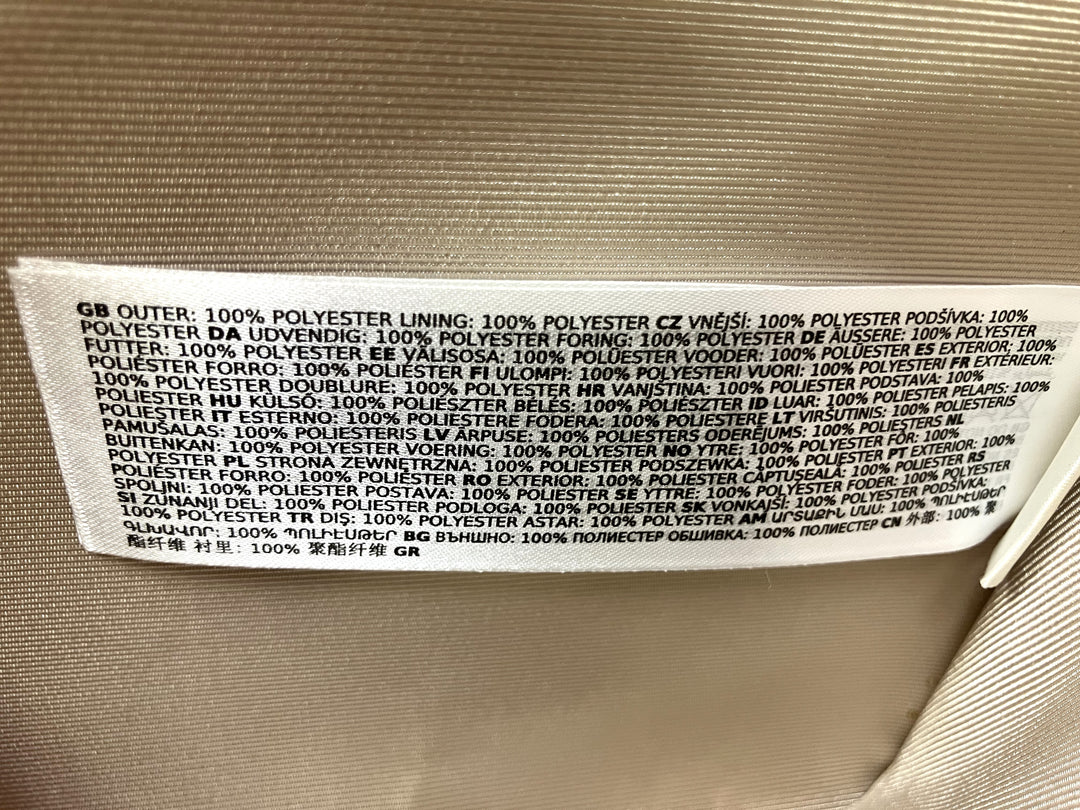 GB OUTER: 100% POLYESTER LINING: 100% POLYESTER CZ VNĚJŠÍ: 100% POLYESTER PODŠÍVKA: 100%
POLYESTER DA UDVENDIG: 100% POLYESTER FORING: 100% POLYESTER DE ÄUSSERE: 100% POLYESTER
FUTTER: 100% POLYESTER EE VÄLISOSA: 100% POLÜESTER VOODER: 100% POLÜESTER ES EXTERIOR: 100%
POLIÉSTER FORRO: 100% POLIÉSTER FI ULOMPI: 100% POLYESTERI VUORI: 100% POLYESTERI FR EXTÉRIEUR:
100% POLYESTER DOUBLURE: 100% POLYESTER HR VANJŠTINA: 100% POLIESTER PODSTAVA: 100%
POLIESTER HU KÜLSŐ: 100% POLIÉSZTER BÉLÉS: 100% POLIÉSZTER ID LUAR: 100% POLIESTER PELAPIS: 100%
POLIESTER IT ESTERNO: 100% POLIESTERE FODERA: 100% POLIESTERE LT VIRŠUTINIS: 100% POLIESTERIS
PAMUŠALAS: 100% POLIESTERIS LV ĀRPUSE: 100% POLIESTERS ODERĒJUMS: 100% POLIESTERS NL
BUITENKAN: 100% POLYESTER VOERING: 100% POLYESTER NO YTRE: 100% POLYESTER FÔR: 100%
POLYESTER PL STRONA ZEWNĘTRZNA: 100% POLIESTER PODSZEWKA: 100% POLIESTER PT EXTERIOR: 100%
POLIÉSTER FORRO: 100% POLIÉSTER RO EXTERIOR: 100% POLIESTER CĂPTUȘEALĂ: 100% POLIESTER RS
SPOLJNI: 100% POLIESTER POSTAVA: 100% POLIESTER SE YTTRE: 100% POLYESTER FODER: 100% POLYESTER
SI ZUNANJI DEL: 100% POLIESTER PODLOGA: 100% POLIESTER SK VONKAJŠÍ: 100% POLYESTER PODŠÍVKA:
100% POLYESTER TR DIŞ: 100% POLYESTER ASTAR: 100% POLYESTER AM ԱՐՏԱՔԻՆ ՄԱՍ: 100% ՊՈԼԻԷՍԹԵՐ
ԳԼԽԱՎՈՐ: 100% ՊՈԼԻԷՍԹԵՐ BG ВЪНШНО: 100% ПОЛИЕСТЕР ОБШИВКА: 100% ПОЛИЕСТЕР CN 外部: 100% 聚
酯纤维 衬里: 100% 聚酯纤维 GR